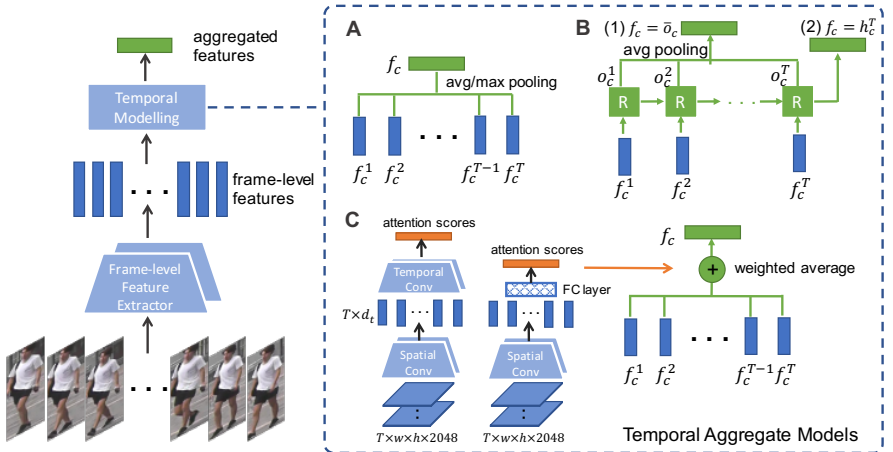 aggregated
features
Temporal
Modelling
frame-level
features
Frame-level
Feature
Extractor
A
f_c
avg/max pooling
f_c^1 f_c^2 f_c^{T-1} f_c^T
B
(1) f_c = ō_c
(2) f_c = h_c^T
avg pooling
o_c^1 o_c^2 o_c^T
R R R
f_c^1 f_c^2 f_c^T
C
attention scores
Temporal
Conv
T×d_t
Spatial
Conv
T×w×h×2048
attention scores
FC layer
Spatial
Conv
T×w×h×2048
f_c
+ weighted average
f_c^1 f_c^2 f_c^{T-1} f_c^T
Temporal Aggregate Models